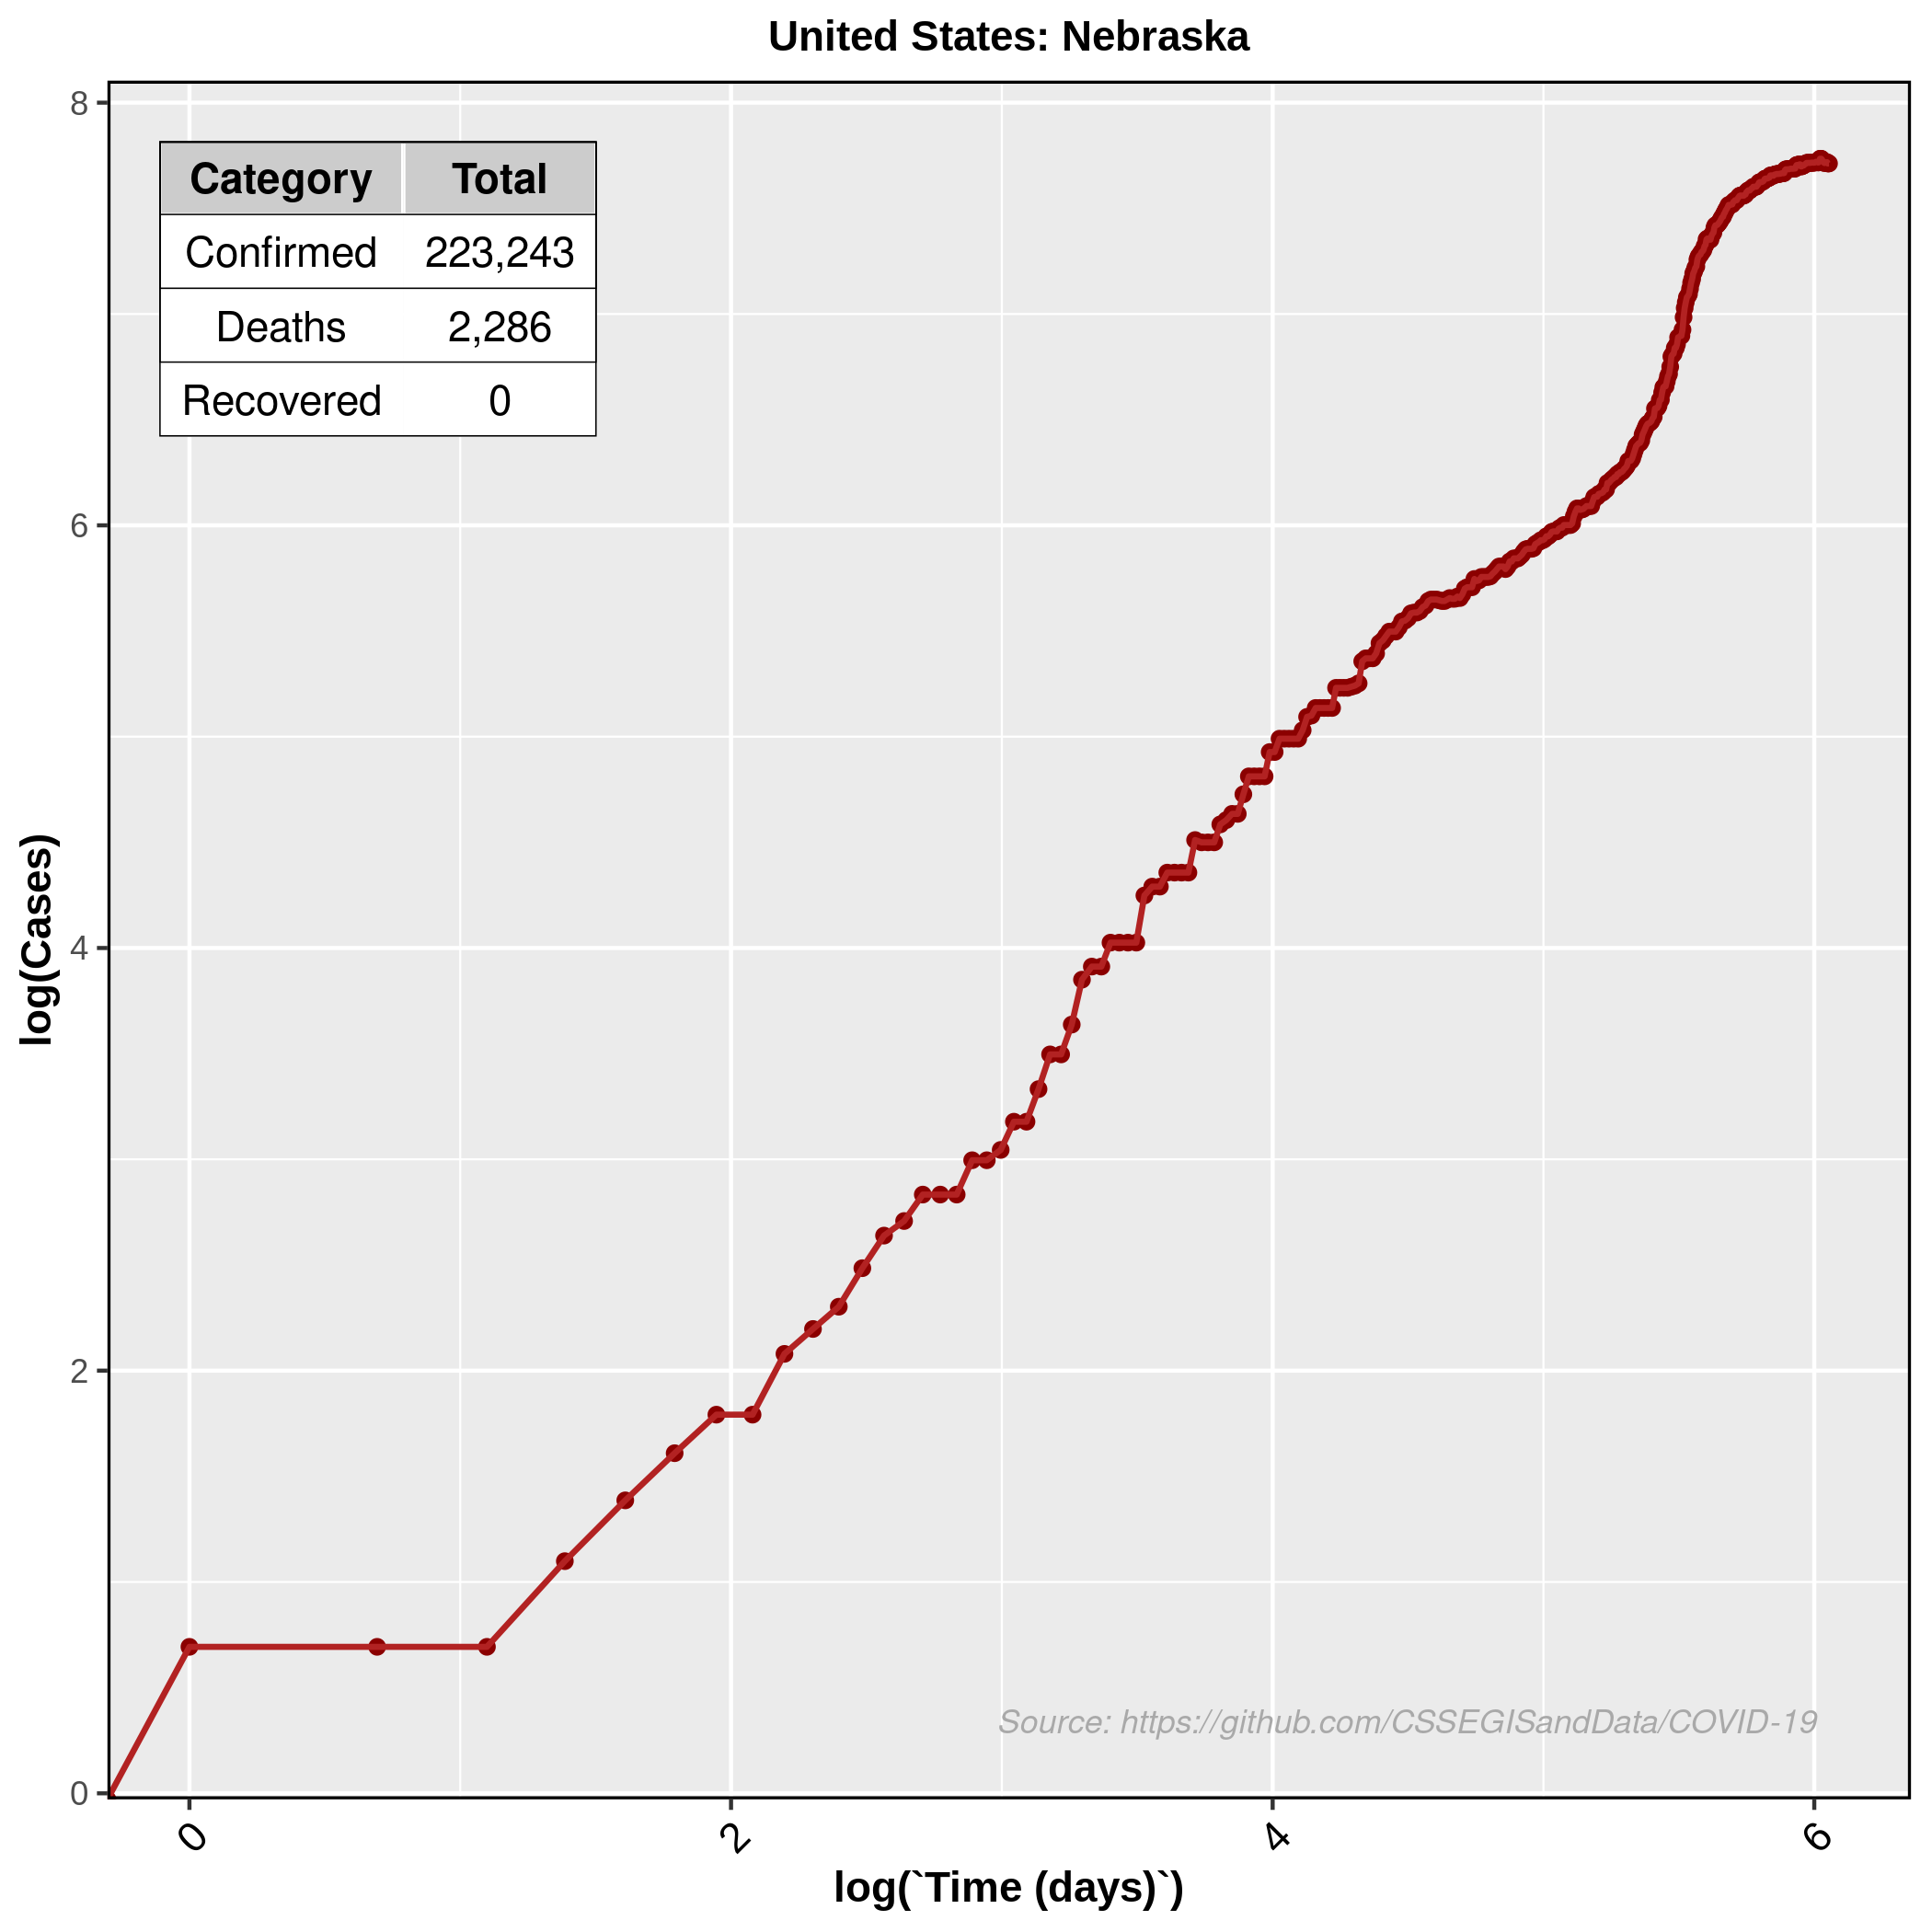 United States: Nebraska
8
6
4
2
0
Category Total
Confirmed 223,243
Deaths 2,286
Recovered 0
log(Cases)
Source: https://github.com/CSSEGISandData/COVID-19
0 2 4 6
log(`Time (days)`)